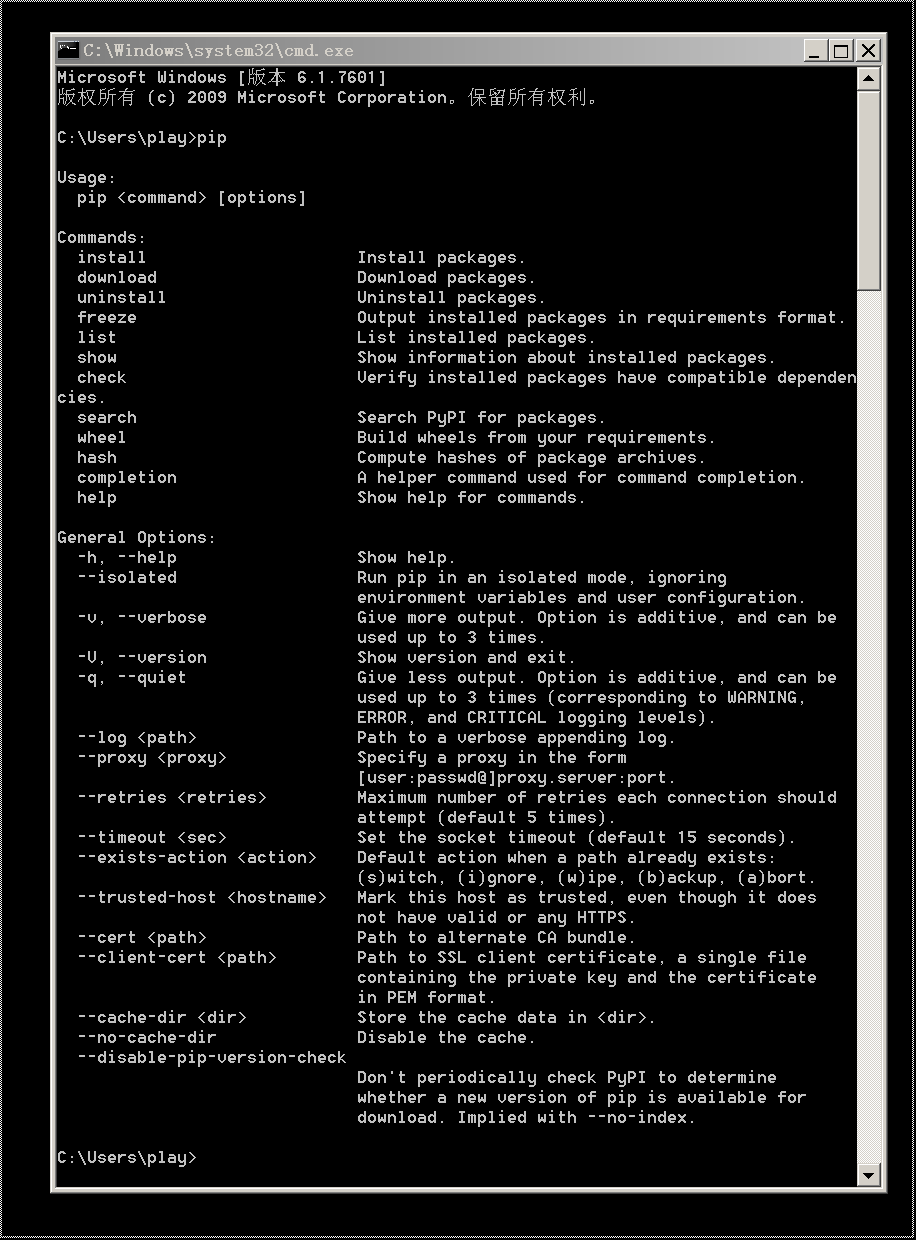 C:\Windows\system32\cmd.exe
Microsoft Windows [版本 6.1.7601]
版权所有 (c) 2009 Microsoft Corporation。保留所有权利。
C:\Users\play>pip
Usage:
  pip <command> [options]
Commands:
  install                     Install packages.
  download                    Download packages.
  uninstall                   Uninstall packages.
  freeze                      Output installed packages in requirements format.
  list                        List installed packages.
  show                        Show information about installed packages.
  check                       Verify installed packages have compatible dependen
cies.
  search                      Search PyPI for packages.
  wheel                       Build wheels from your requirements.
  hash                        Compute hashes of package archives.
  completion                  A helper command used for command completion.
  help                        Show help for commands.
General Options:
  -h, --help                  Show help.
  --isolated                  Run pip in an isolated mode, ignoring
                              environment variables and user configuration.
  -v, --verbose               Give more output. Option is additive, and can be
                              used up to 3 times.
  -V, --version               Show version and exit.
  -q, --quiet                 Give less output. Option is additive, and can be
                              used up to 3 times (corresponding to WARNING,
                              ERROR, and CRITICAL logging levels).
  --log <path>                Path to a verbose appending log.
  --proxy <proxy>             Specify a proxy in the form
                              [user:passwd@]proxy.server:port.
  --retries <retries>         Maximum number of retries each connection should
                              attempt (default 5 times).
  --timeout <sec>             Set the socket timeout (default 15 seconds).
  --exists-action <action>    Default action when a path already exists:
                              (s)witch, (i)gnore, (w)ipe, (b)ackup, (a)bort.
  --trusted-host <hostname>   Mark this host as trusted, even though it does
                              not have valid or any HTTPS.
  --cert <path>               Path to alternate CA bundle.
  --client-cert <path>        Path to SSL client certificate, a single file
                              containing the private key and the certificate
                              in PEM format.
  --cache-dir <dir>           Store the cache data in <dir>.
  --no-cache-dir              Disable the cache.
  --disable-pip-version-check
                              Don't periodically check PyPI to determine
                              whether a new version of pip is available for
                              download. Implied with --no-index.
C:\Users\play>